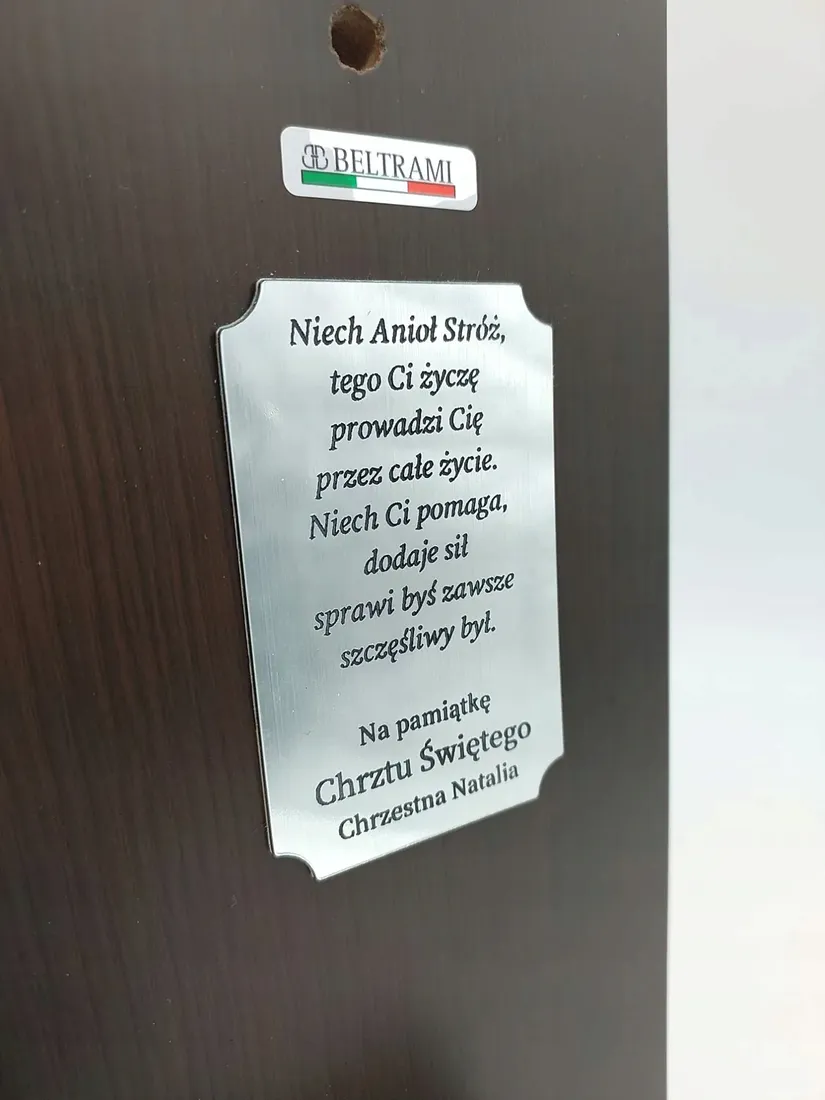 BELTRAMI
Niech Anioł Stróż,
tego Ci życzę
prowadzi Cię
przez całe życie.
Niech Ci pomaga,
dodaje sił
sprawi byś zawsze
szczęśliwy był.
Na pamiątkę
Chrztu Świętego
Chrzestna Natalia